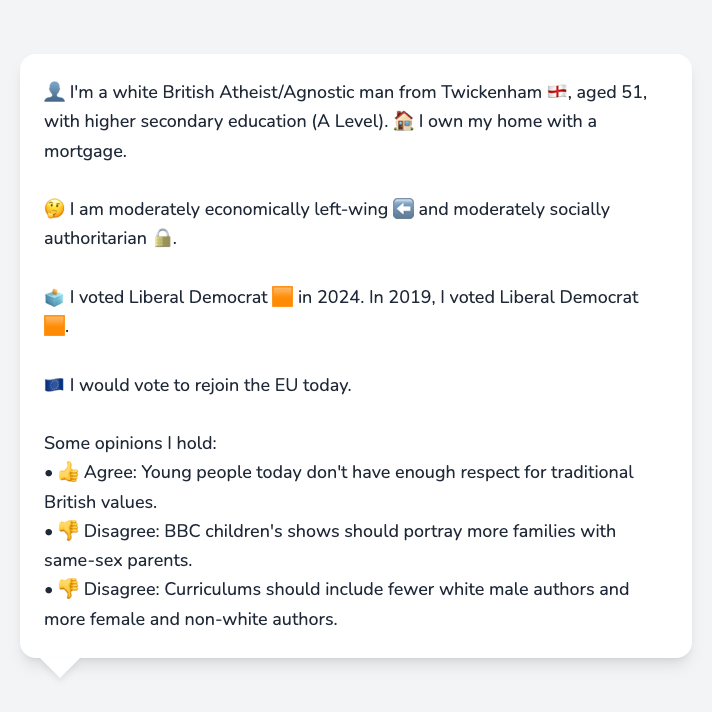 👤 I'm a white British Atheist/Agnostic man from Twickenham 🏴󠁧󠁢󠁥󠁮󠁧󠁿, aged 51,
with higher secondary education (A Level). 🏠 I own my home with a
mortgage.
🤔 I am moderately economically left-wing ⬅️ and moderately socially
authoritarian 🔒.
🗳️ I voted Liberal Democrat 🟧 in 2024. In 2019, I voted Liberal Democrat
🟧.
🇪🇺 I would vote to rejoin the EU today.
Some opinions I hold:
• 👍 Agree: Young people today don't have enough respect for traditional
British values.
• 👎 Disagree: BBC children's shows should portray more families with
same-sex parents.
• 👎 Disagree: Curriculums should include fewer white male authors and
more female and non-white authors.